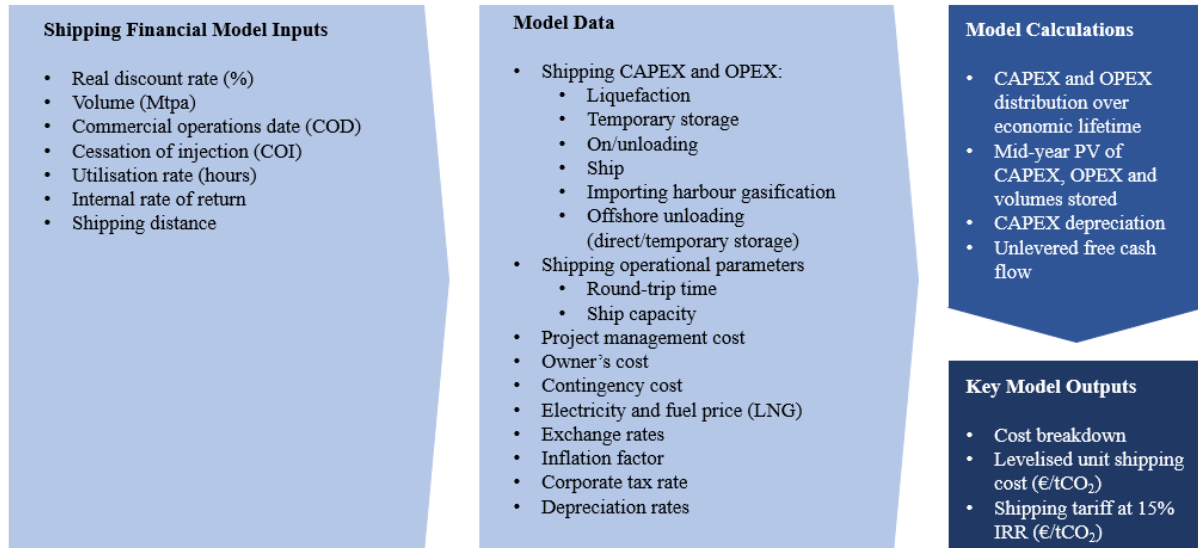 Shipping Financial Model Inputs
• Real discount rate (%)
• Volume (Mtpa)
• Commercial operations date (COD)
• Cessation of injection (COI)
• Utilisation rate (hours)
• Internal rate of return
• Shipping distance
Model Data
• Shipping CAPEX and OPEX:
• Liquefaction
• Temporary storage
• On/unloading
• Ship
• Importing harbour gasification
• Offshore unloading
(direct/temporary storage)
• Shipping operational parameters
• Round-trip time
• Ship capacity
• Project management cost
• Owner’s cost
• Contingency cost
• Electricity and fuel price (LNG)
• Exchange rates
• Inflation factor
• Corporate tax rate
• Depreciation rates
Model Calculations
• CAPEX and OPEX
distribution over
economic lifetime
• Mid-year PV of
CAPEX, OPEX and
volumes stored
• CAPEX depreciation
• Unlevered free cash
flow
Key Model Outputs
• Cost breakdown
• Levelised unit shipping
cost (€/tCO₂)
• Shipping tariff at 15%
IRR (€/tCO₂)